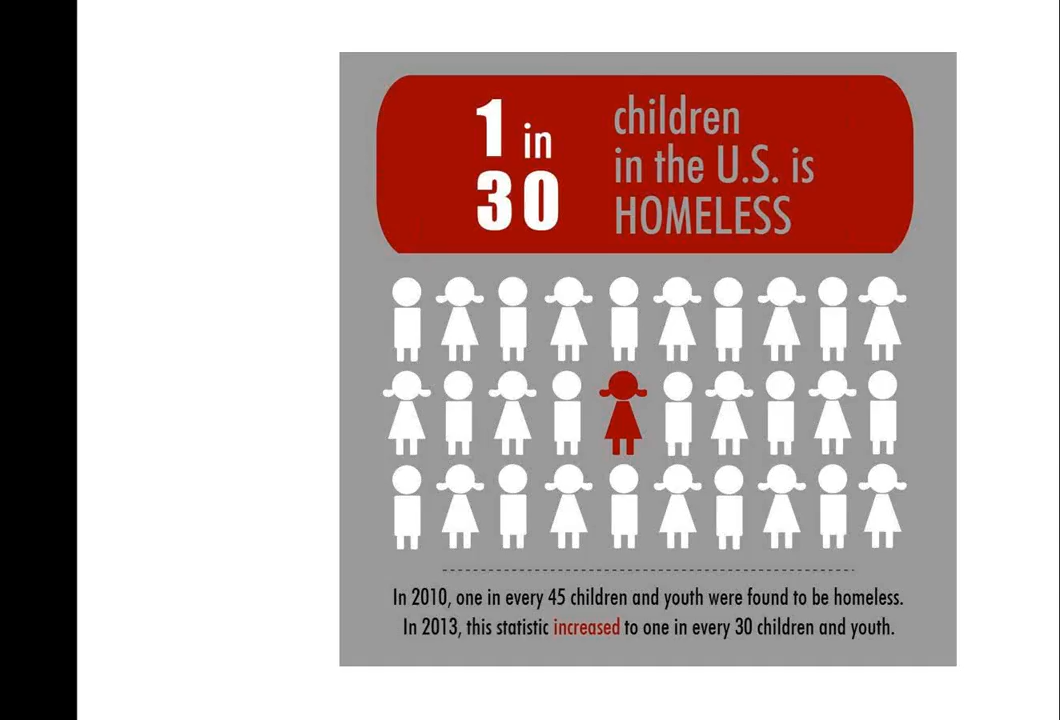 1 in
30
children
in the U.S. is
HOMELESS
In 2010, one in every 45 children and youth were found to be homeless.
In 2013, this statistic increased to one in every 30 children and youth.